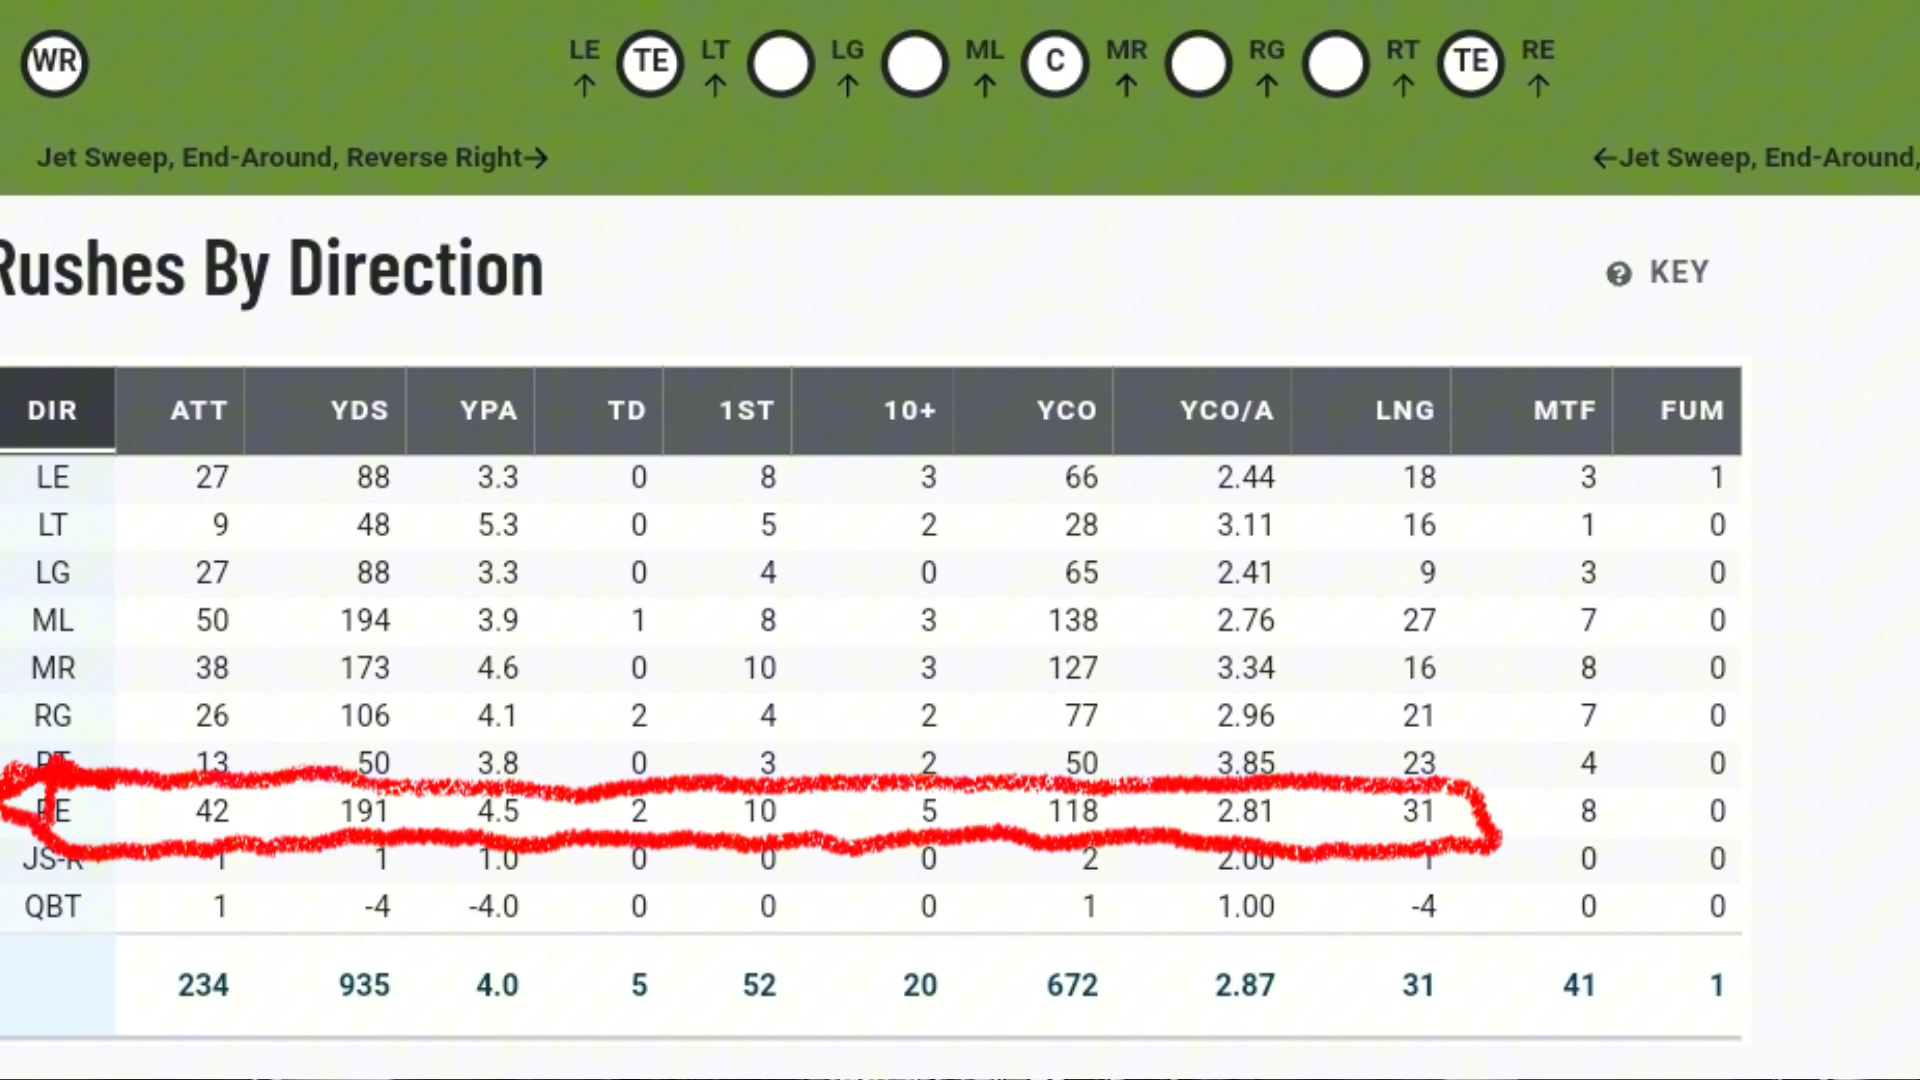 WR LE TE LT LG ML C MR RG RT TE RE
Jet Sweep, End-Around, Reverse Right→ ←Jet Sweep, End-Around,
Rushes By Direction
KEY
DIR ATT YDS YPA TD 1ST 10+ YCO YCO/A LNG MTF FUM
LE 27 88 3.3 0 8 3 66 2.44 18 3 1
LT 9 48 5.3 0 5 2 28 3.11 16 1 0
LG 27 88 3.3 0 4 0 65 2.41 9 3 0
ML 50 194 3.9 1 8 3 138 2.76 27 7 0
MR 38 173 4.6 0 10 3 127 3.34 16 8 0
RG 26 106 4.1 2 4 2 77 2.96 21 7 0
RT 13 50 3.8 0 3 2 50 3.85 23 4 0
RE 42 191 4.5 2 10 5 118 2.81 31 8 0
JS-R 1 1 1.0 0 0 0 2 2.00 1 0 0
QBT 1 -4 -4.0 0 0 0 1 1.00 -4 0 0
234 935 4.0 5 52 20 672 2.87 31 41 1